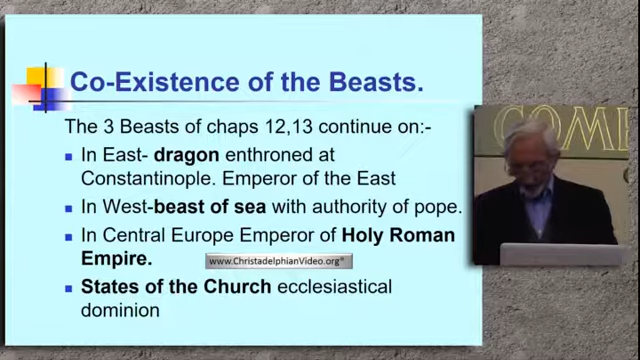 COME
Co-Existence of the Beasts.
The 3 Beasts of chaps 12,13 continue on:-
In East- dragon enthroned at
Constantinople. Emperor of the East
In West-beast of sea with authority of pope.
In Central Europe Emperor of Holy Roman
Empire.
www.ChristadelphianVideo.org®
States of the Church ecclesiastical
dominion